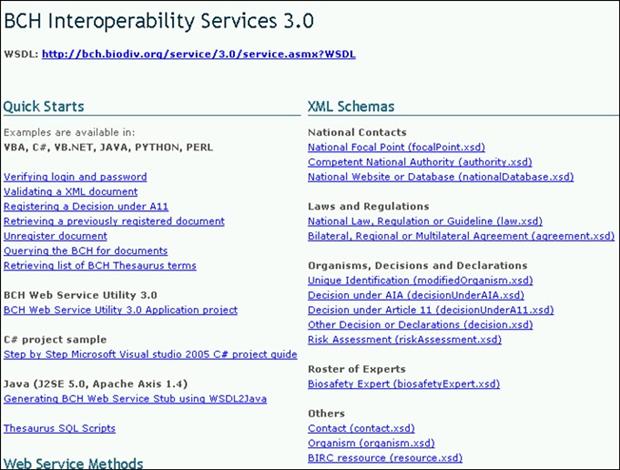 BCH Interoperability Services 3.0
WSDL: http://bch.biodiv.org/service/3.0/service.asmx?WSDL
Quick Starts
Examples are available in:
VBA, C#, VB.NET, JAVA, PYTHON, PERL
Verifying login and password
Validating a XML document
Registering a Decision under A11
Retrieving a previously registered document
Unregister document
Querying the BCH for documents
Retrieving list of BCH Thesaurus terms
BCH Web Service Utility 3.0
BCH Web Service Utility 3.0 Application project
C# project sample
Step by Step Microsoft Visual studio 2005 C# project guide
Java (J2SE 5.0, Apache Axis 1.4)
Generating BCH Web Service Stub using WSDL2Java
Thesaurus SQL Scripts
Web Service Methods
XML Schemas
National Contacts
National Focal Point (focalPoint.xsd)
Competent National Authority (authority.xsd)
National Website or Database (nationalDatabase.xsd)
Laws and Regulations
National Law, Regulation or Guideline (law.xsd)
Bilateral, Regional or Multilateral Agreement (agreement.xsd)
Organisms, Decisions and Declarations
Unique Identification (modifiedOrganism.xsd)
Decision under AIA (decisionUnderAIA.xsd)
Decision under Article 11 (decisionUnderA11.xsd)
Other Decision or Declarations (decision.xsd)
Risk Assessment (riskAssessment.xsd)
Roster of Experts
Biosafety Expert (biosafetyExpert.xsd)
Others
Contact (contact.xsd)
Organism (organism.xsd)
BIRC ressource (resource.xsd)